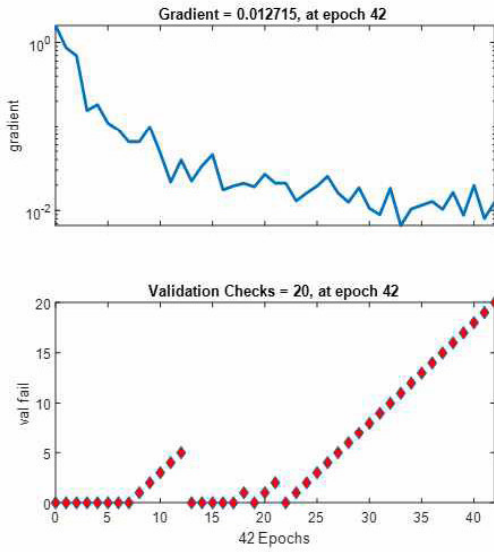 Gradient = 0.012715, at epoch 42
10^0
gradient
10^-2
Validation Checks = 20, at epoch 42
20
15
val fail
10
5
0
0 5 10 15 20 25 30 35 40
42 Epochs